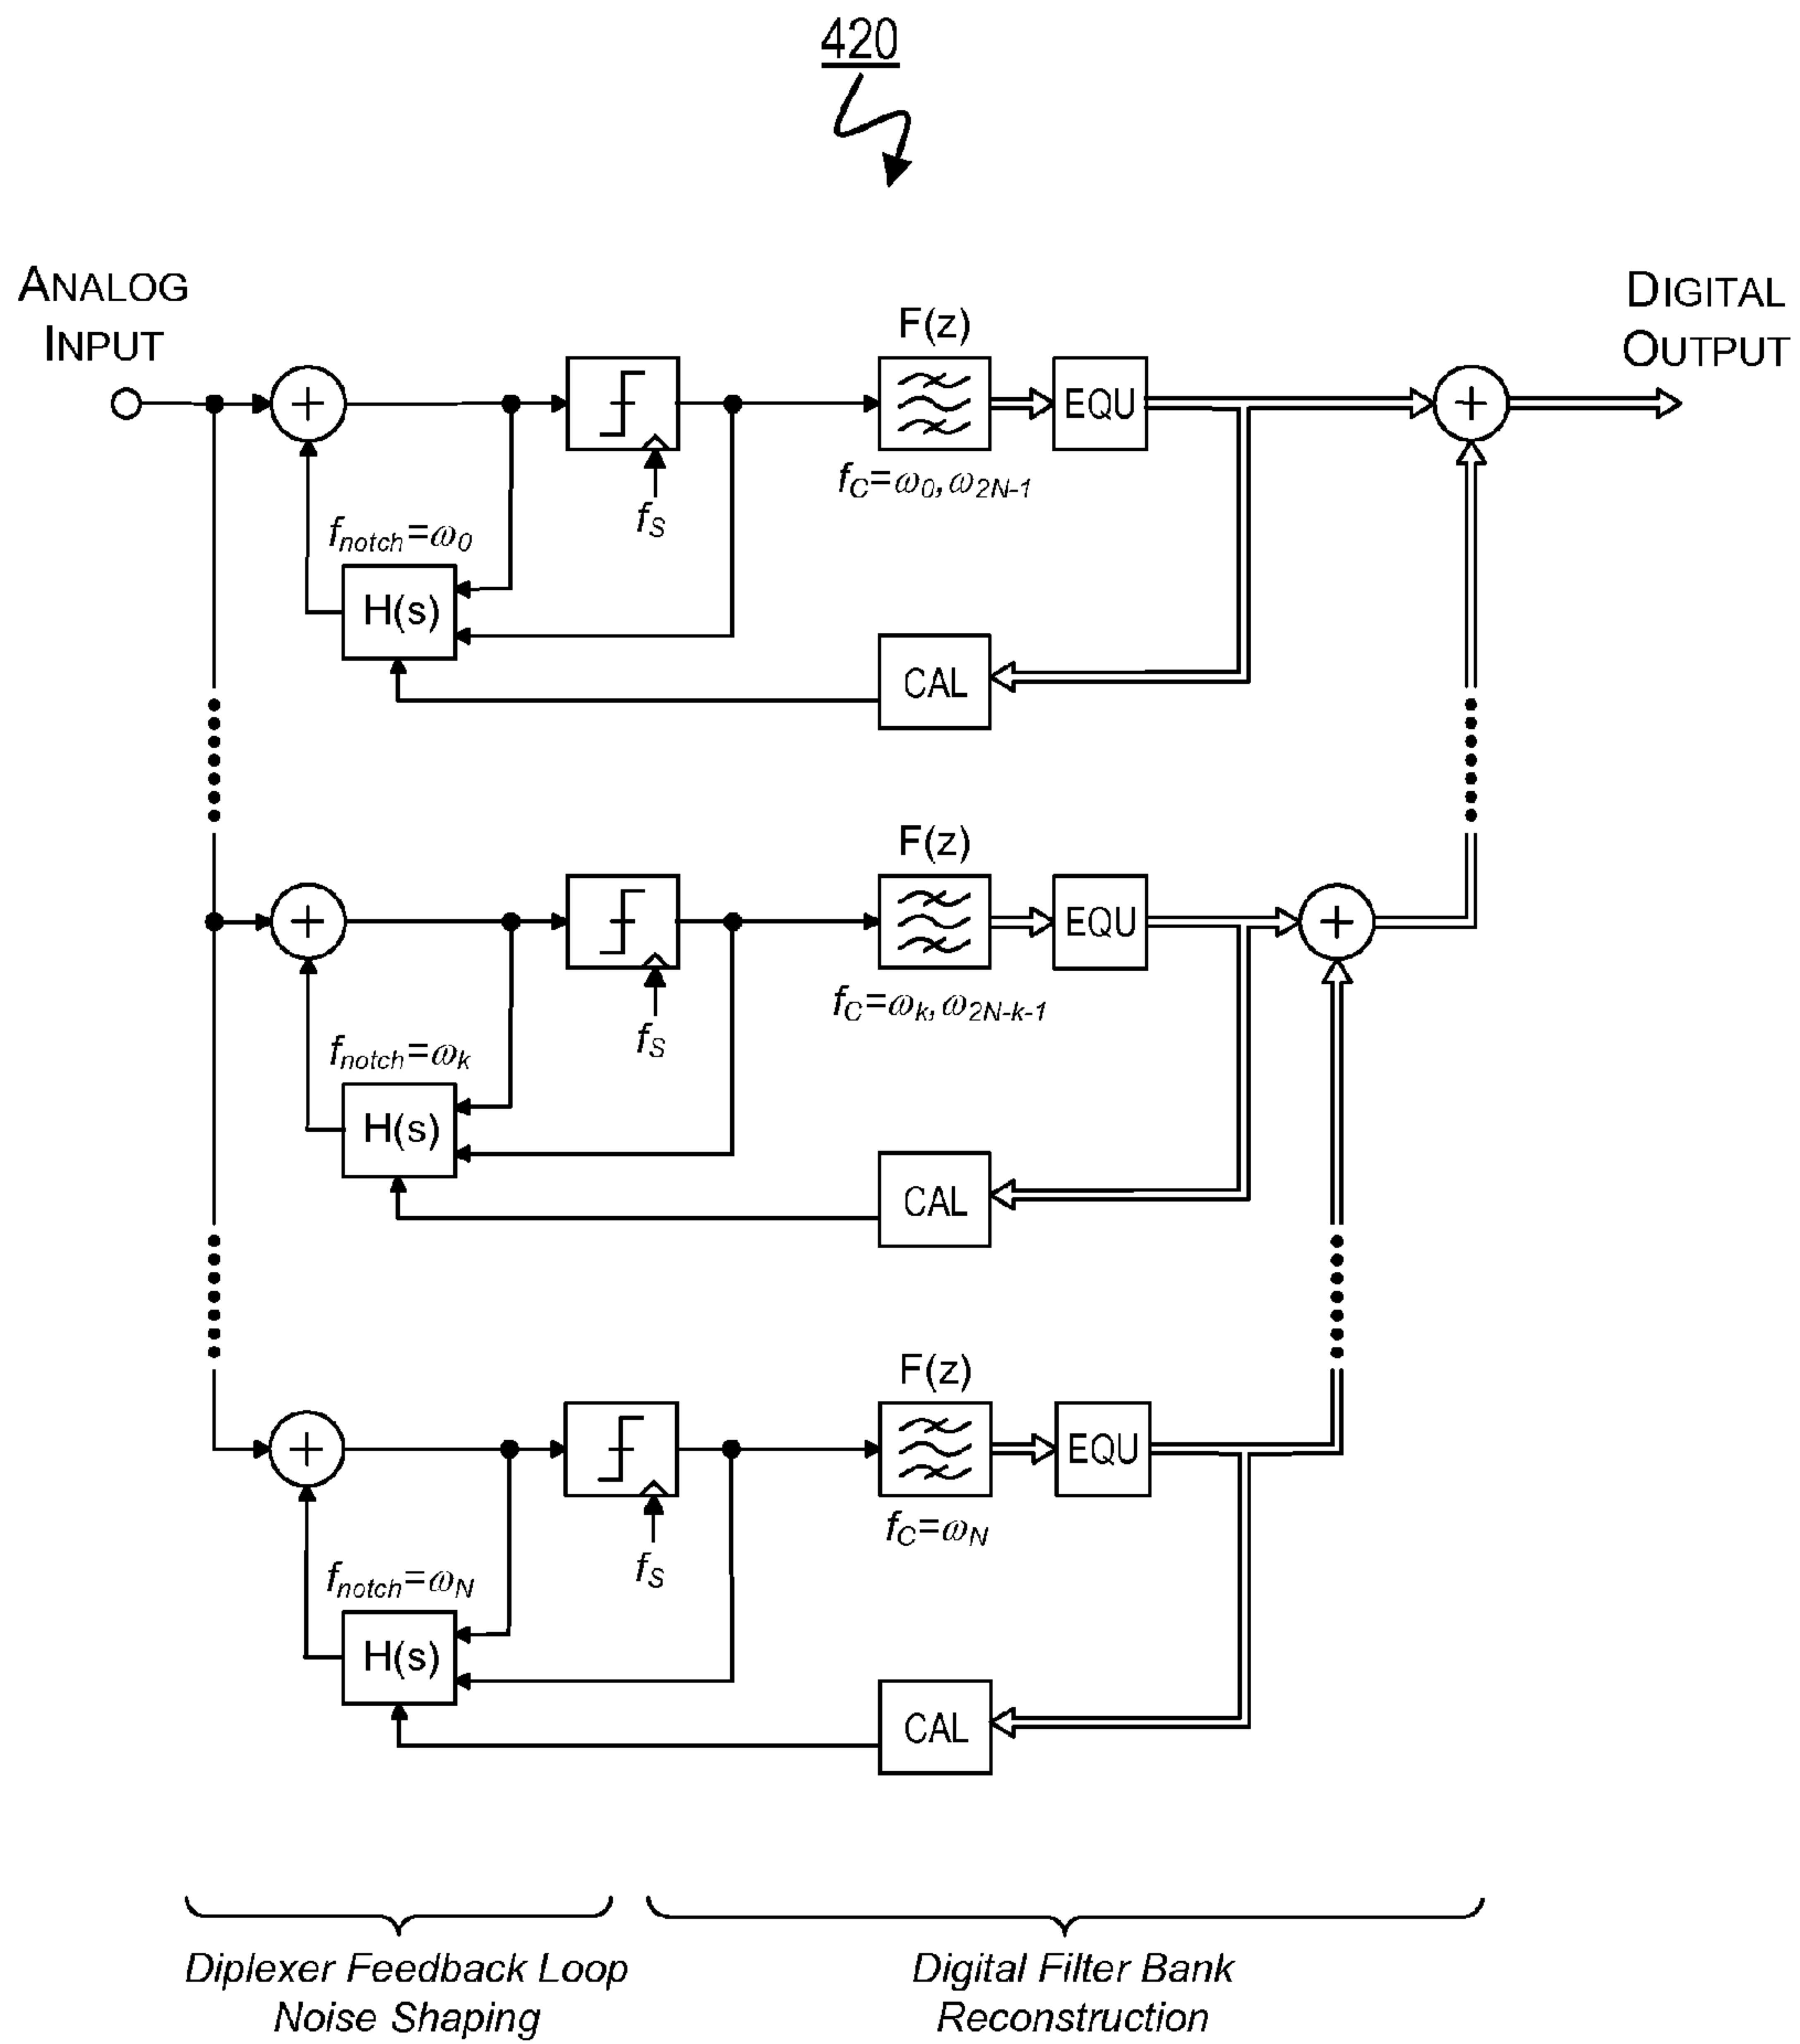 420
ANALOG
INPUT
DIGITAL
OUTPUT
+
F(z)
EQU
+
fC=ω0,ω2N-1
fS
fnotch=ω0
H(s)
CAL
F(z)
+
EQU
+
fC=ωk,ω2N-k-1
fS
fnotch=ωk
H(s)
CAL
F(z)
+
EQU
fC=ωN
fS
fnotch=ωN
H(s)
CAL
Diplexer Feedback Loop
Noise Shaping
Digital Filter Bank
Reconstruction